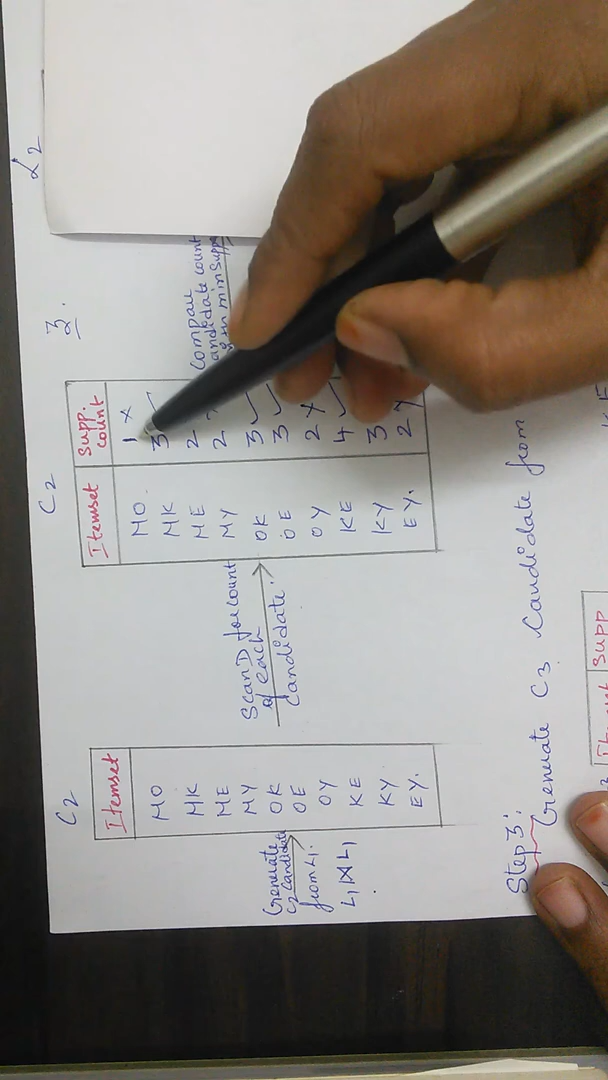 C2
Itemset
MO
MK
ME
MY
OK
OE
OY
KE
KY
EY.
Generate
C2 candidate
from L1.
L1⋈L1
Scan D for count
of each
candidate.
C2
Itemset Supp. count
MO. 1 x
MK 3 ✓
ME 2
MY 2
OK 3 ✓
OE 3 ✓
OY 2 x
KE 4 ✓
KY 3
EY. 2 x
3.
Compare
candidate count
L2
Step 3:
Generate C3 Candidate from
Itemset Supp